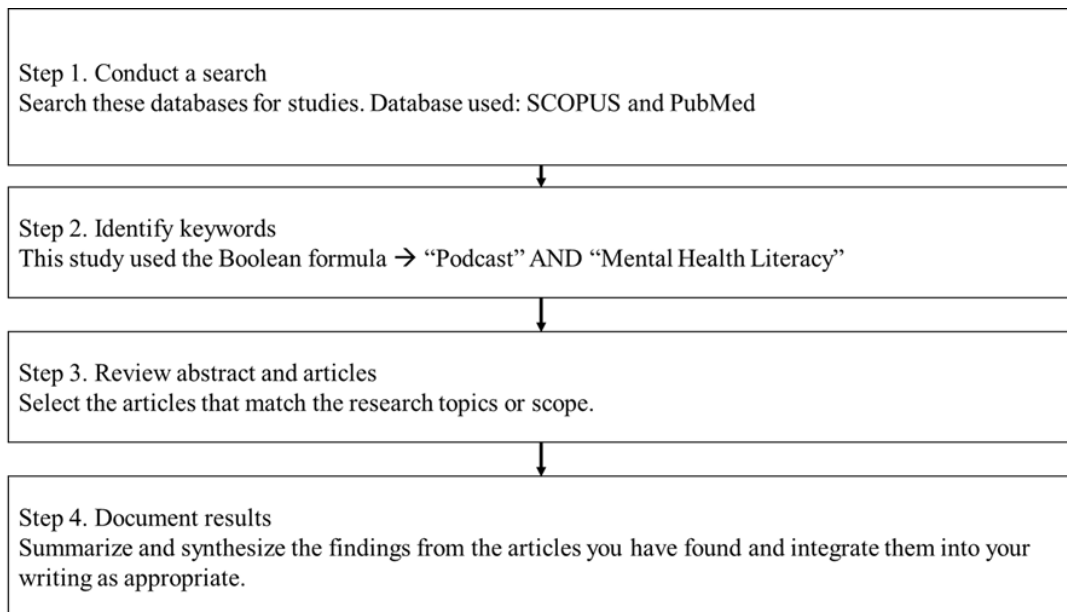 Step 1. Conduct a search
Search these databases for studies. Database used: SCOPUS and PubMed
Step 2. Identify keywords
This study used the Boolean formula → “Podcast” AND “Mental Health Literacy”
Step 3. Review abstract and articles
Select the articles that match the research topics or scope.
Step 4. Document results
Summarize and synthesize the findings from the articles you have found and integrate them into your
writing as appropriate.